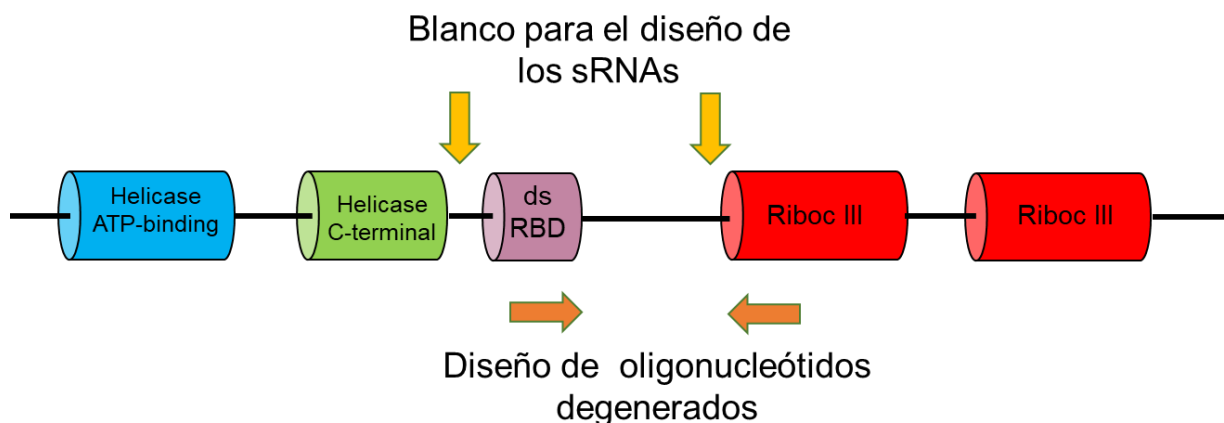 Blanco para el diseño de
los sRNAs
Helicase
ATP-binding
Helicase
C-terminal
ds
RBD
Riboc III
Riboc III
Diseño de oligonucleótidos
degenerados